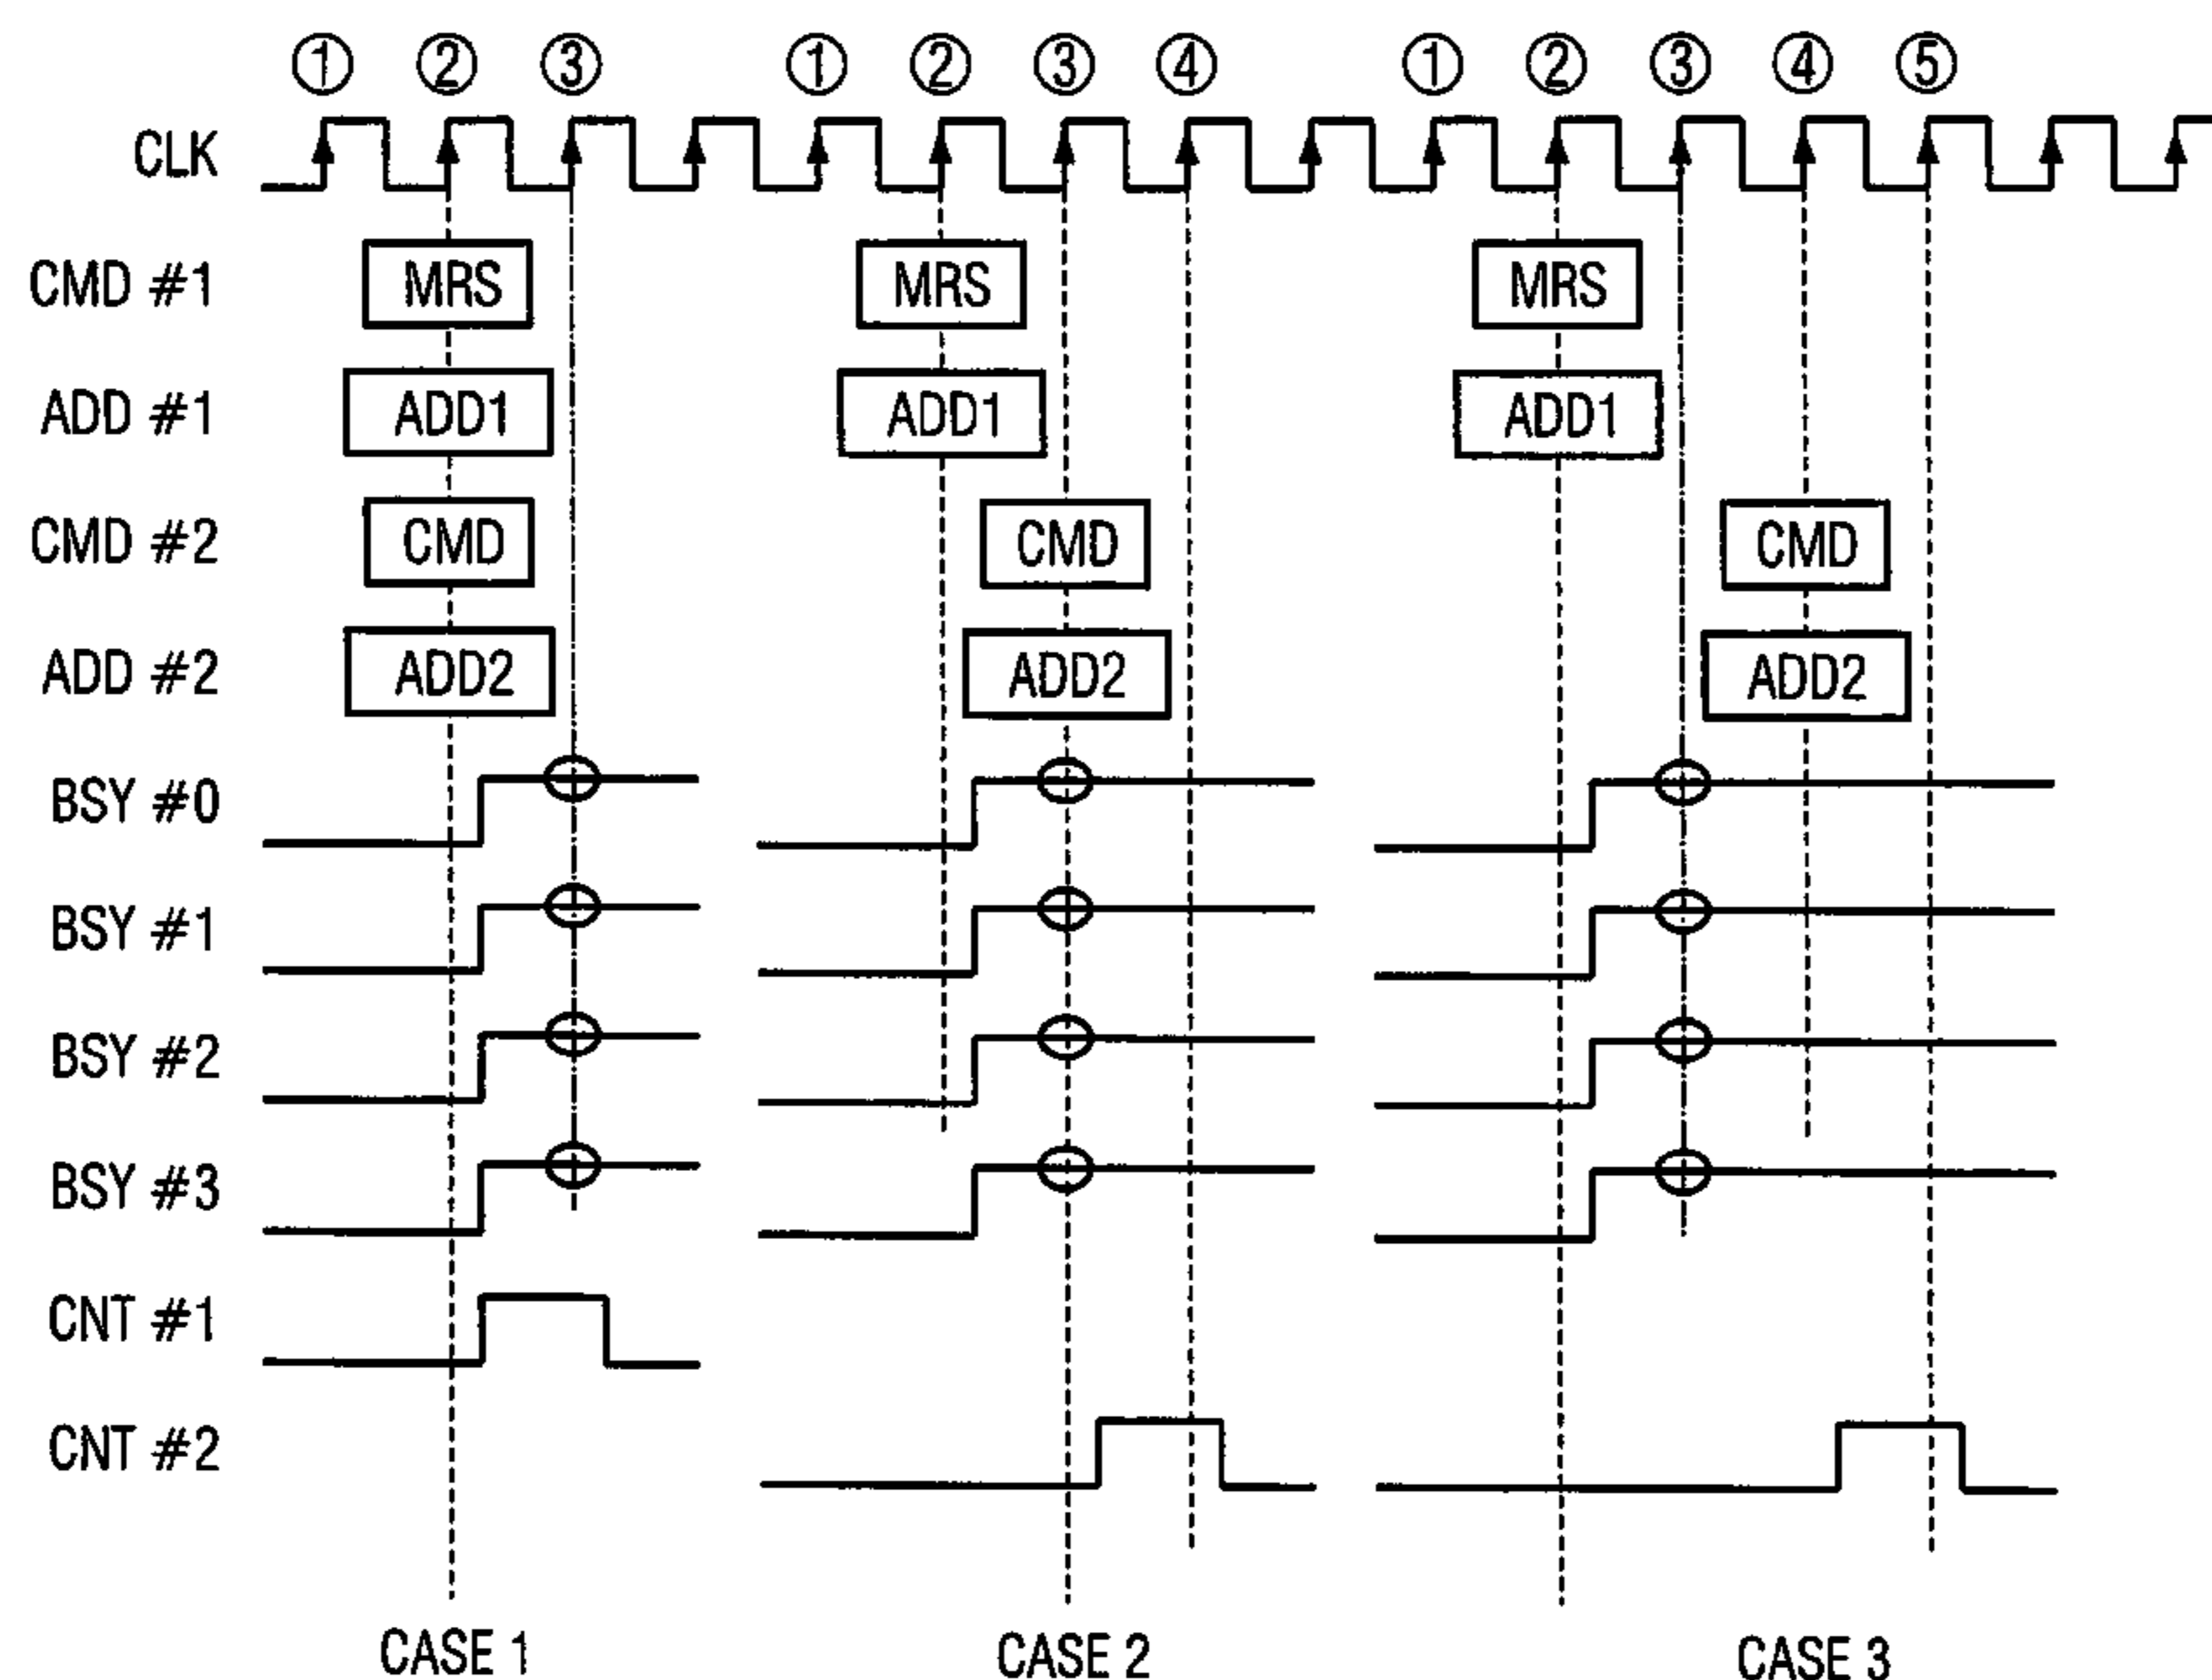 ① ② ③ ① ② ③ ④ ① ② ③ ④ ⑤
CLK
CMD #1 MRS MRS MRS
ADD #1 ADD1 ADD1 ADD1
CMD #2 CMD CMD CMD
ADD #2 ADD2 ADD2 ADD2
BSY #0
BSY #1
BSY #2
BSY #3
CNT #1
CNT #2
CASE 1 CASE 2 CASE 3